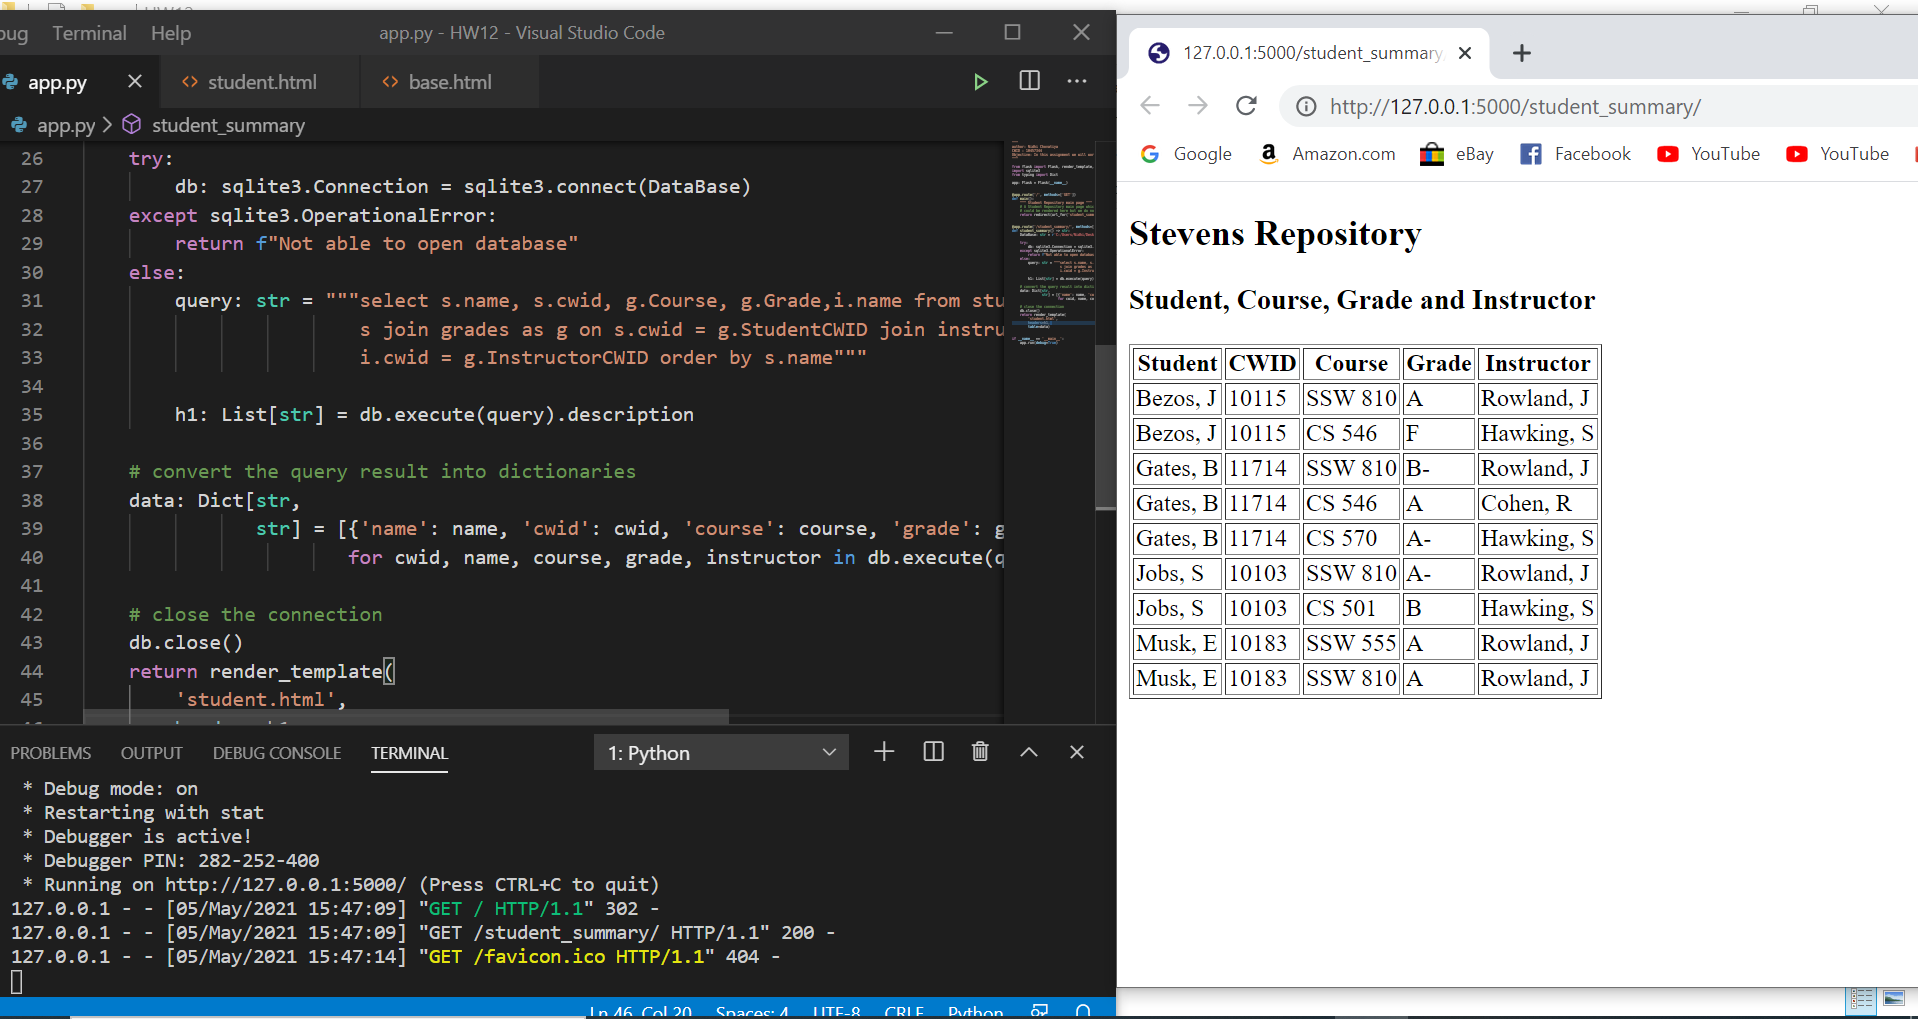 bug Terminal Help app.py - HW12 - Visual Studio Code
app.py student.html base.html
app.py > student_summary
26 try:
27 db: sqlite3.Connection = sqlite3.connect(DataBase)
28 except sqlite3.OperationalError:
29 return f"Not able to open database"
30 else:
31 query: str = """select s.name, s.cwid, g.Course, g.Grade,i.name from stu
32 s join grades as g on s.cwid = g.StudentCWID join instru
33 i.cwid = g.InstructorCWID order by s.name"""
34
35 h1: List[str] = db.execute(query).description
36
37 # convert the query result into dictionaries
38 data: Dict[str,
39 str] = [{'name': name, 'cwid': cwid, 'course': course, 'grade': g
40 for cwid, name, course, grade, instructor in db.execute(q
41
42 # close the connection
43 db.close()
44 return render_template(
45 'student.html',
PROBLEMS OUTPUT DEBUG CONSOLE TERMINAL 1: Python
* Debug mode: on
* Restarting with stat
* Debugger is active!
* Debugger PIN: 282-252-400
* Running on http://127.0.0.1:5000/ (Press CTRL+C to quit)
127.0.0.1 - - [05/May/2021 15:47:09] "GET / HTTP/1.1" 302 -
127.0.0.1 - - [05/May/2021 15:47:09] "GET /student_summary/ HTTP/1.1" 200 -
127.0.0.1 - - [05/May/2021 15:47:14] "GET /favicon.ico HTTP/1.1" 404 -
Ln 46, Col 20 Spaces: 4 UTF-8 CRLF Python
127.0.0.1:5000/student_summary
http://127.0.0.1:5000/student_summary/
Google Amazon.com eBay Facebook YouTube YouTube
Stevens Repository
Student, Course, Grade and Instructor
Student CWID Course Grade Instructor
Bezos, J 10115 SSW 810 A Rowland, J
Bezos, J 10115 CS 546 F Hawking, S
Gates, B 11714 SSW 810 B- Rowland, J
Gates, B 11714 CS 546 A Cohen, R
Gates, B 11714 CS 570 A- Hawking, S
Jobs, S 10103 SSW 810 A- Rowland, J
Jobs, S 10103 CS 501 B Hawking, S
Musk, E 10183 SSW 555 A Rowland, J
Musk, E 10183 SSW 810 A Rowland, J